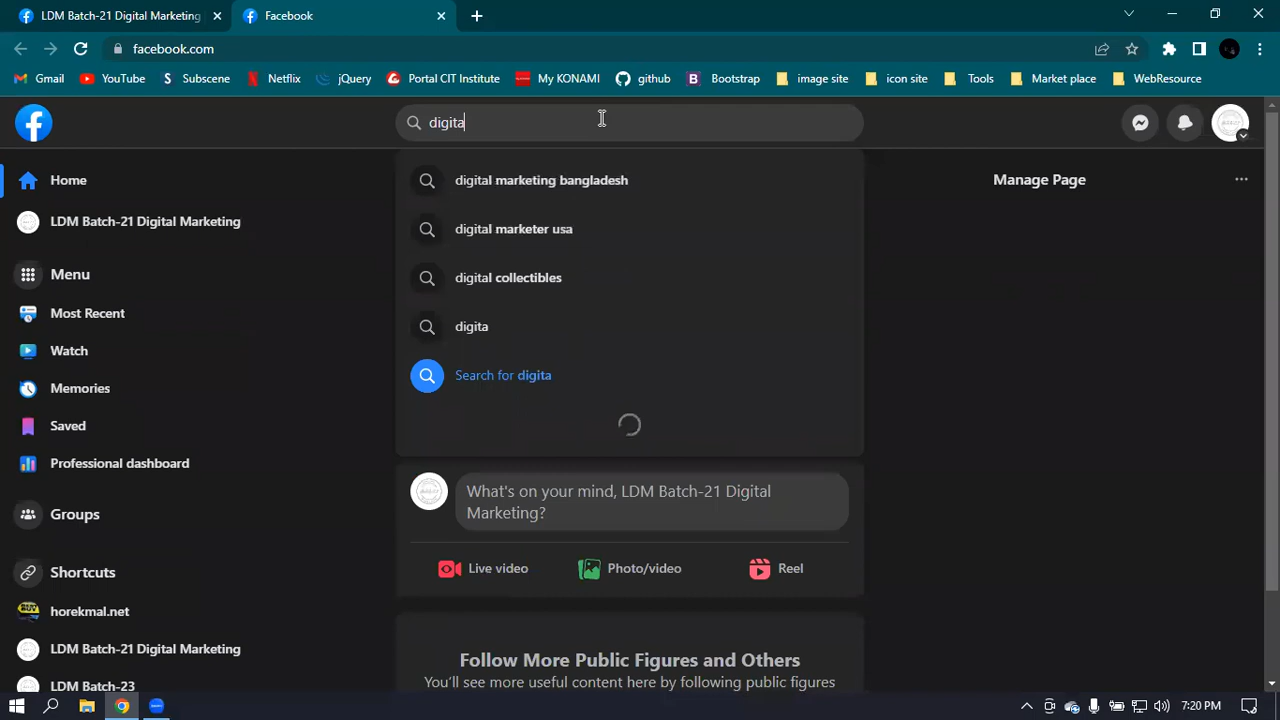 LDM Batch-21 Digital Marketing
Facebook
facebook.com
Gmail
YouTube
Subscene
Netflix
jQuery
Portal CIT Institute
My KONAMI
github
Bootstrap
image site
icon site
Tools
Market place
WebResource
digita
Home
LDM Batch-21 Digital Marketing
Menu
Most Recent
Watch
Memories
Saved
Professional dashboard
Groups
Shortcuts
horekmal.net
LDM Batch-21 Digital Marketing
LDM Batch-23
digital marketing bangladesh
digital marketer usa
digital collectibles
digita
Search for digita
What's on your mind, LDM Batch-21 Digital
Marketing?
Live video
Photo/video
Reel
Follow More Public Figures and Others
You'll see more useful content here by following public figures
Manage Page
7:20 PM